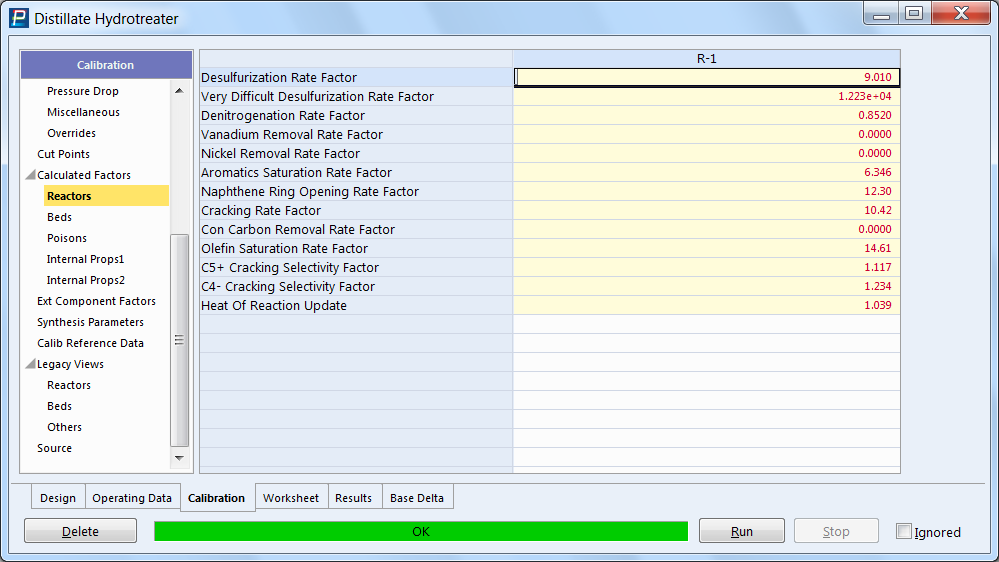 Distillate Hydrotreater
Calibration
Pressure Drop
Miscellaneous
Overrides
Cut Points
Calculated Factors
Reactors
Beds
Poisons
Internal Props1
Internal Props2
Ext Component Factors
Synthesis Parameters
Calib Reference Data
Legacy Views
Reactors
Beds
Others
Source
R-1
Desulfurization Rate Factor 9.010
Very Difficult Desulfurization Rate Factor 1.223e+04
Denitrogenation Rate Factor 0.8520
Vanadium Removal Rate Factor 0.0000
Nickel Removal Rate Factor 0.0000
Aromatics Saturation Rate Factor 6.346
Naphthene Ring Opening Rate Factor 12.30
Cracking Rate Factor 10.42
Con Carbon Removal Rate Factor 0.0000
Olefin Saturation Rate Factor 14.61
C5+ Cracking Selectivity Factor 1.117
C4- Cracking Selectivity Factor 1.234
Heat Of Reaction Update 1.039
Design Operating Data Calibration Worksheet Results Base Delta
Delete OK Run Stop Ignored